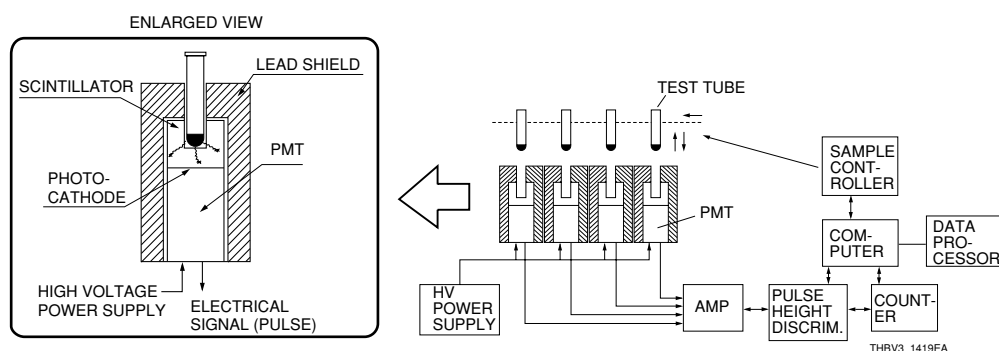 ENLARGED VIEW
LEAD SHIELD
SCINTILLATOR
PMT
PHOTO-
CATHODE
HIGH VOLTAGE
POWER SUPPLY
ELECTRICAL
SIGNAL (PULSE)
TEST TUBE
SAMPLE
CONT-
ROLLER
PMT
COM-
PUTER
DATA
PRO-
CESSOR
HV
POWER
SUPPLY
AMP
PULSE
HEIGHT
DISCRIM.
COUNT-
ER
THBV3_1419EA